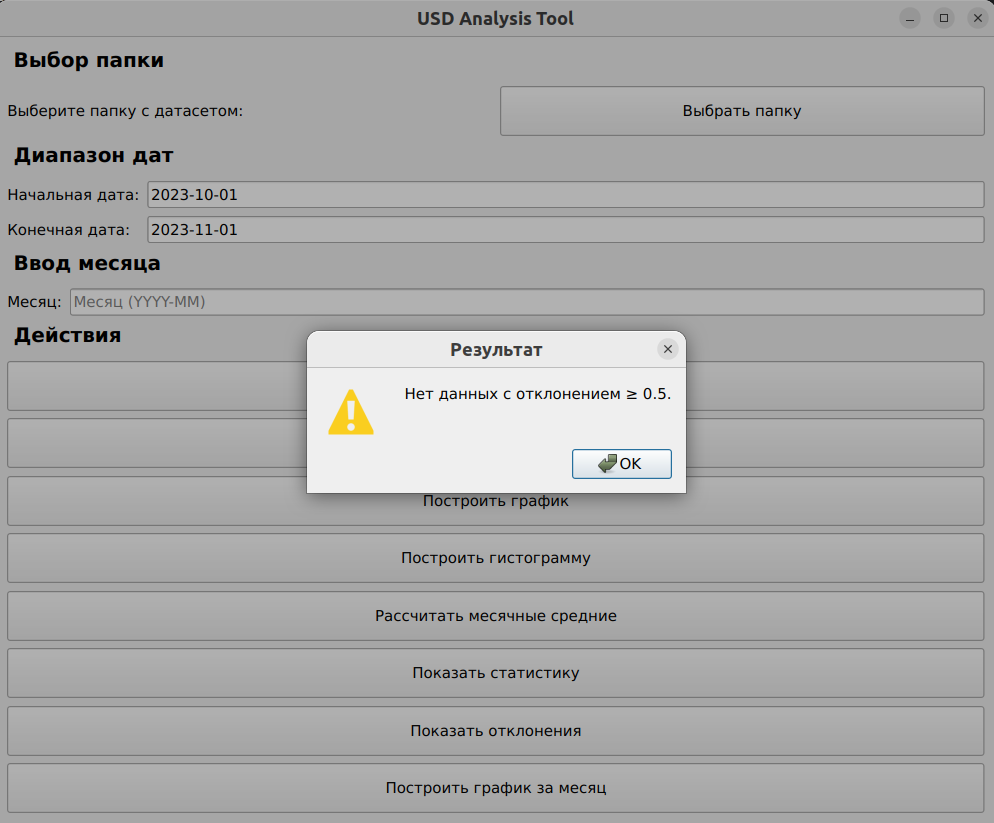 USD Analysis Tool
Выбор папки
Выберите папку с датасетом:
Выбрать папку
Диапазон дат
Начальная дата: 2023-10-01
Конечная дата: 2023-11-01
Ввод месяца
Месяц: Месяц (YYYY-MM)
Действия
Результат
Нет данных с отклонением ≥ 0.5.
OK
Построить график
Построить гистограмму
Рассчитать месячные средние
Показать статистику
Показать отклонения
Построить график за месяц